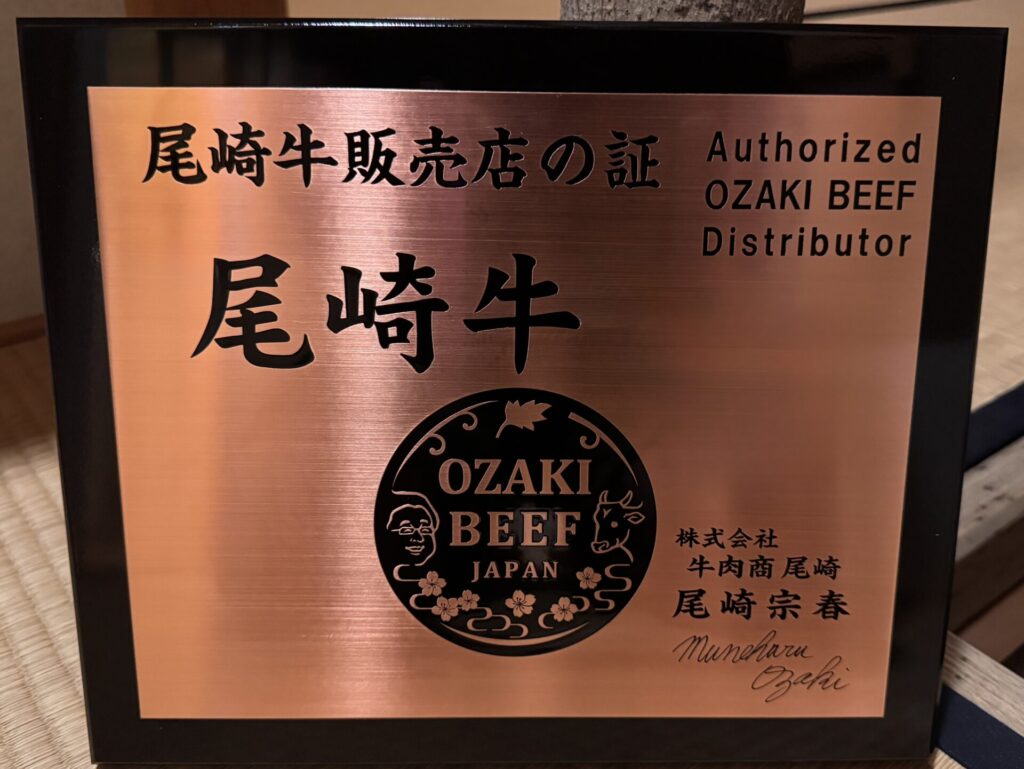 尾崎牛販売店の証
Authorized
OZAKI BEEF
Distributor
尾崎牛
OZAKI
BEEF
JAPAN
株式会社
牛肉商 尾崎
尾崎宗春
Muneharu
Ozaki